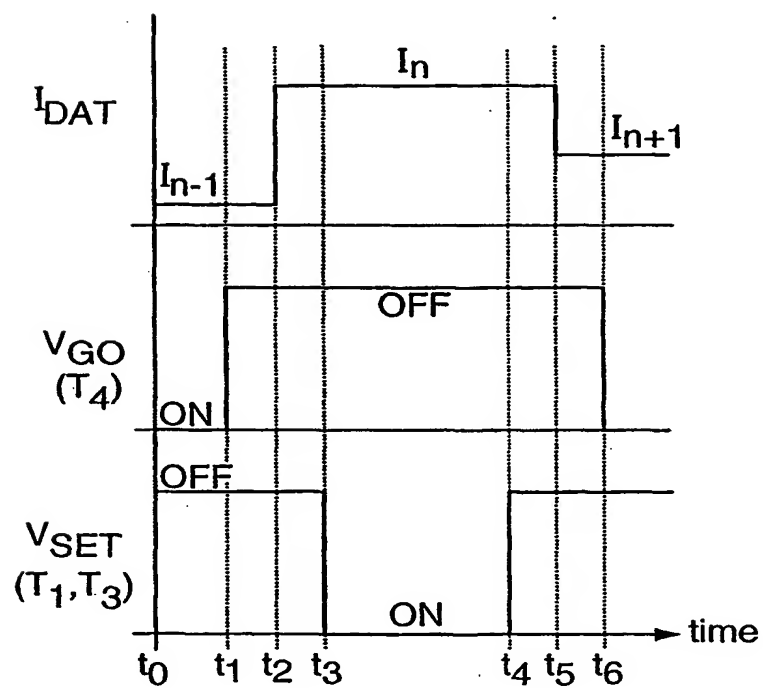 I_n
I_DAT
I_n+1
I_n-1
OFF
V_GO
(T_4)
ON
OFF
V_SET
(T_1,T_3)
ON
time
t_0 t_1 t_2 t_3 t_4 t_5 t_6